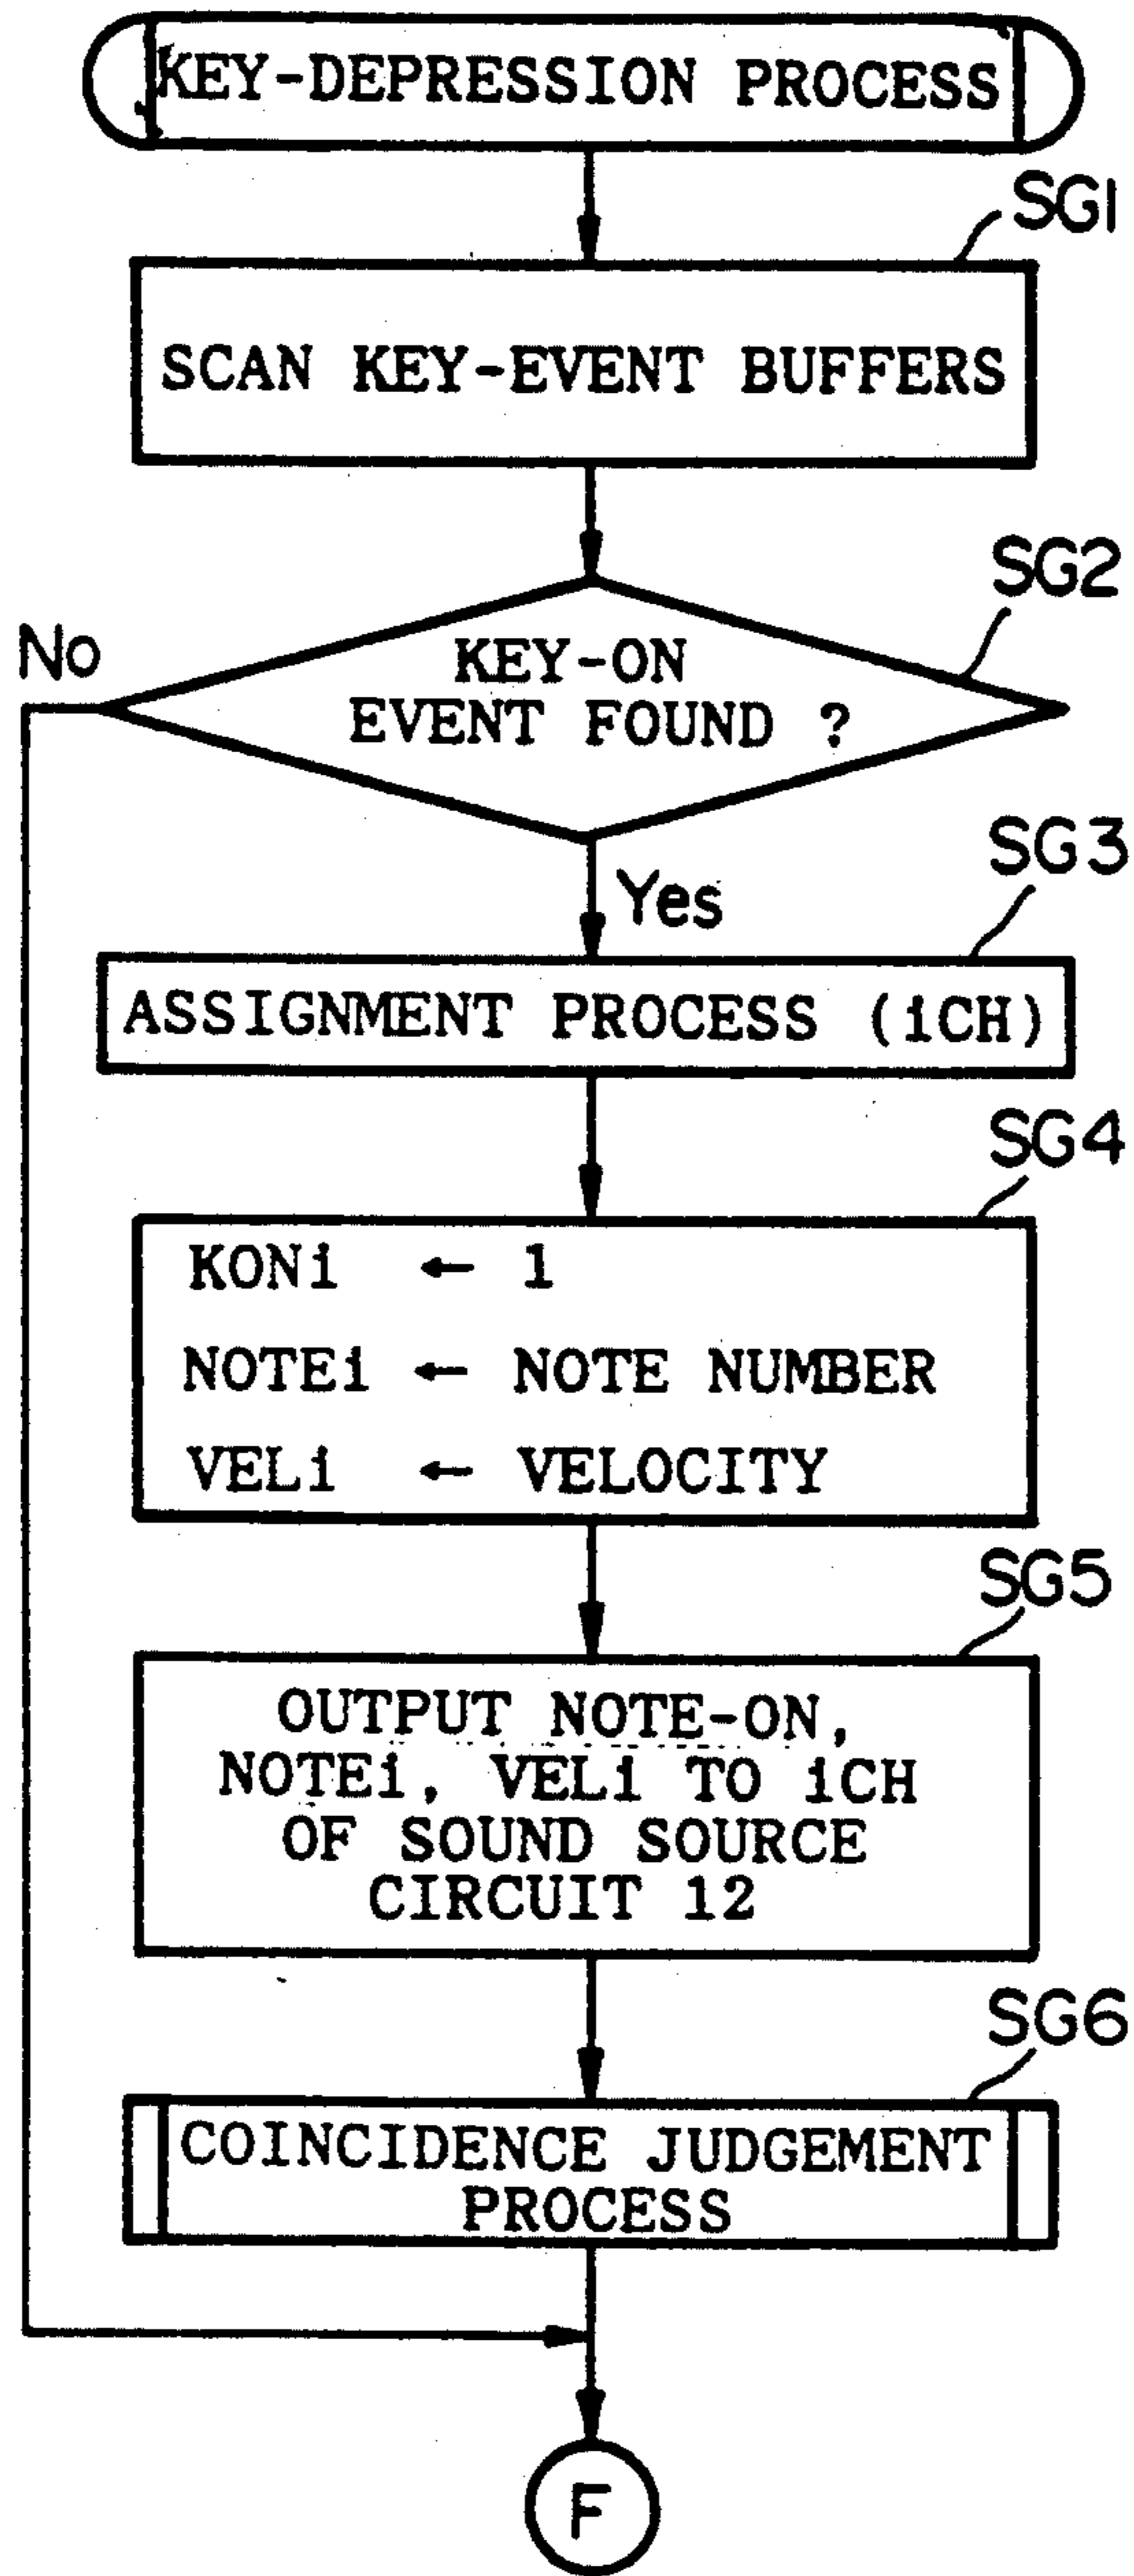 KEY-DEPRESSION PROCESS
SG1
SCAN KEY-EVENT BUFFERS
SG2
No
KEY-ON
EVENT FOUND ?
Yes
SG3
ASSIGNMENT PROCESS (iCH)
SG4
KONi ← 1
NOTEi ← NOTE NUMBER
VELi ← VELOCITY
SG5
OUTPUT NOTE-ON,
NOTEi, VELi TO iCH
OF SOUND SOURCE
CIRCUIT 12
SG6
COINCIDENCE JUDGEMENT
PROCESS
F